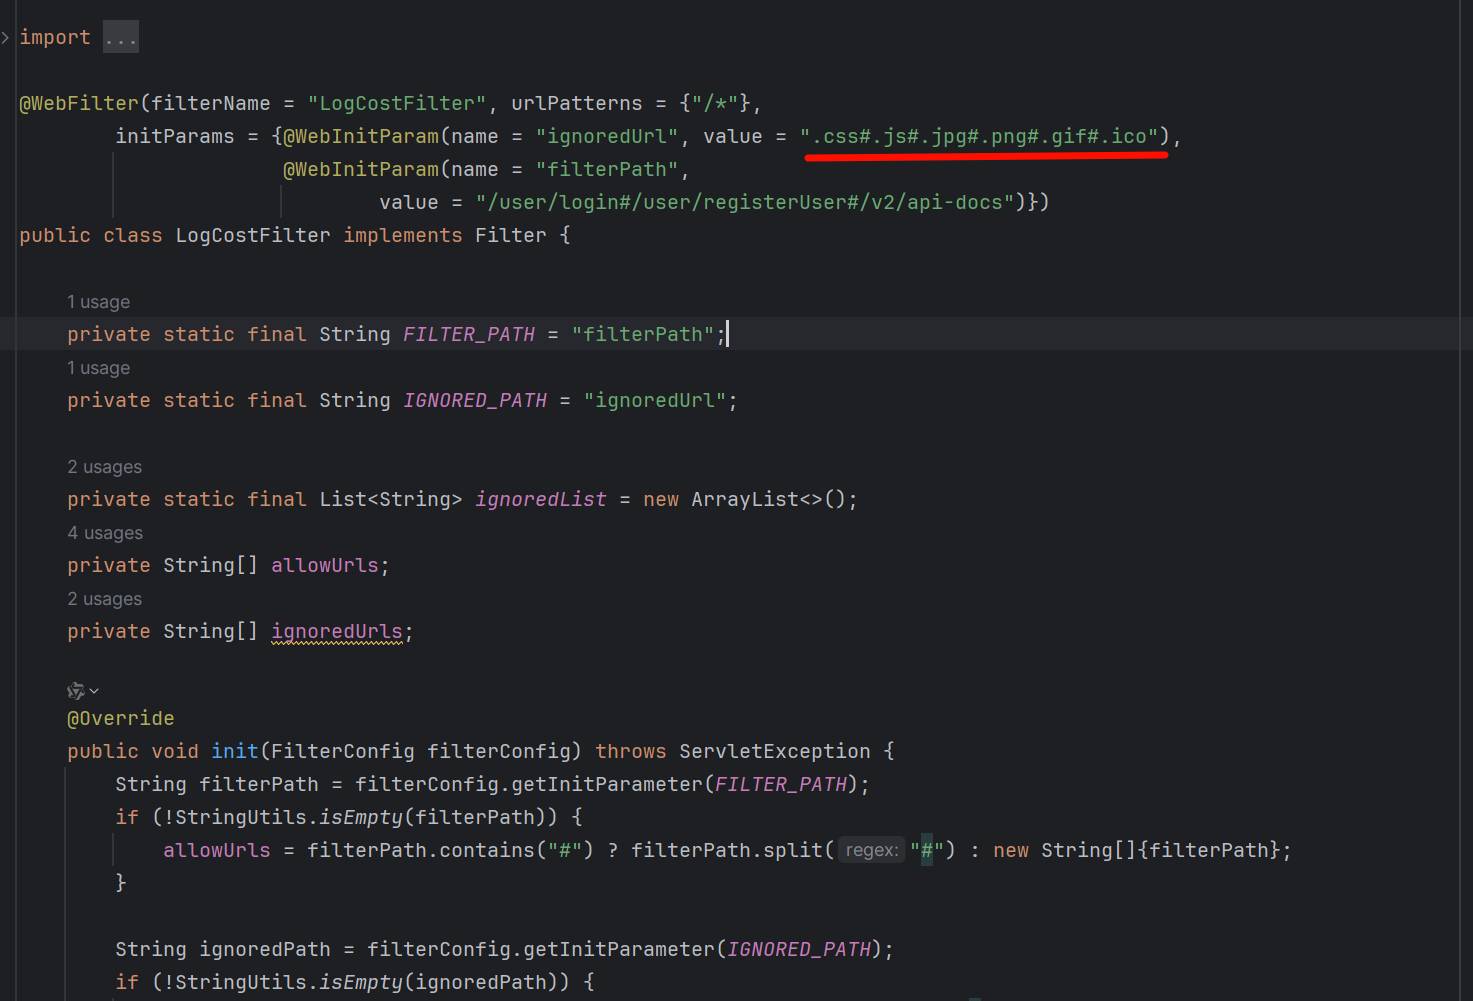 import ...
@WebFilter(filterName = "LogCostFilter", urlPatterns = {"/*"},
initParams = {@WebInitParam(name = "ignoredUrl", value = ".css#.js#.jpg#.png#.gif#.ico"),
@WebInitParam(name = "filterPath",
value = "/user/login#/user/registerUser#/v2/api-docs")})
public class LogCostFilter implements Filter {
1 usage
private static final String FILTER_PATH = "filterPath";
1 usage
private static final String IGNORED_PATH = "ignoredUrl";
2 usages
private static final List<String> ignoredList = new ArrayList<>();
4 usages
private String[] allowUrls;
2 usages
private String[] ignoredUrls;
@Override
public void init(FilterConfig filterConfig) throws ServletException {
String filterPath = filterConfig.getInitParameter(FILTER_PATH);
if (!StringUtils.isEmpty(filterPath)) {
allowUrls = filterPath.contains("#") ? filterPath.split( regex: "#") : new String[]{filterPath};
}
String ignoredPath = filterConfig.getInitParameter(IGNORED_PATH);
if (!StringUtils.isEmpty(ignoredPath)) {